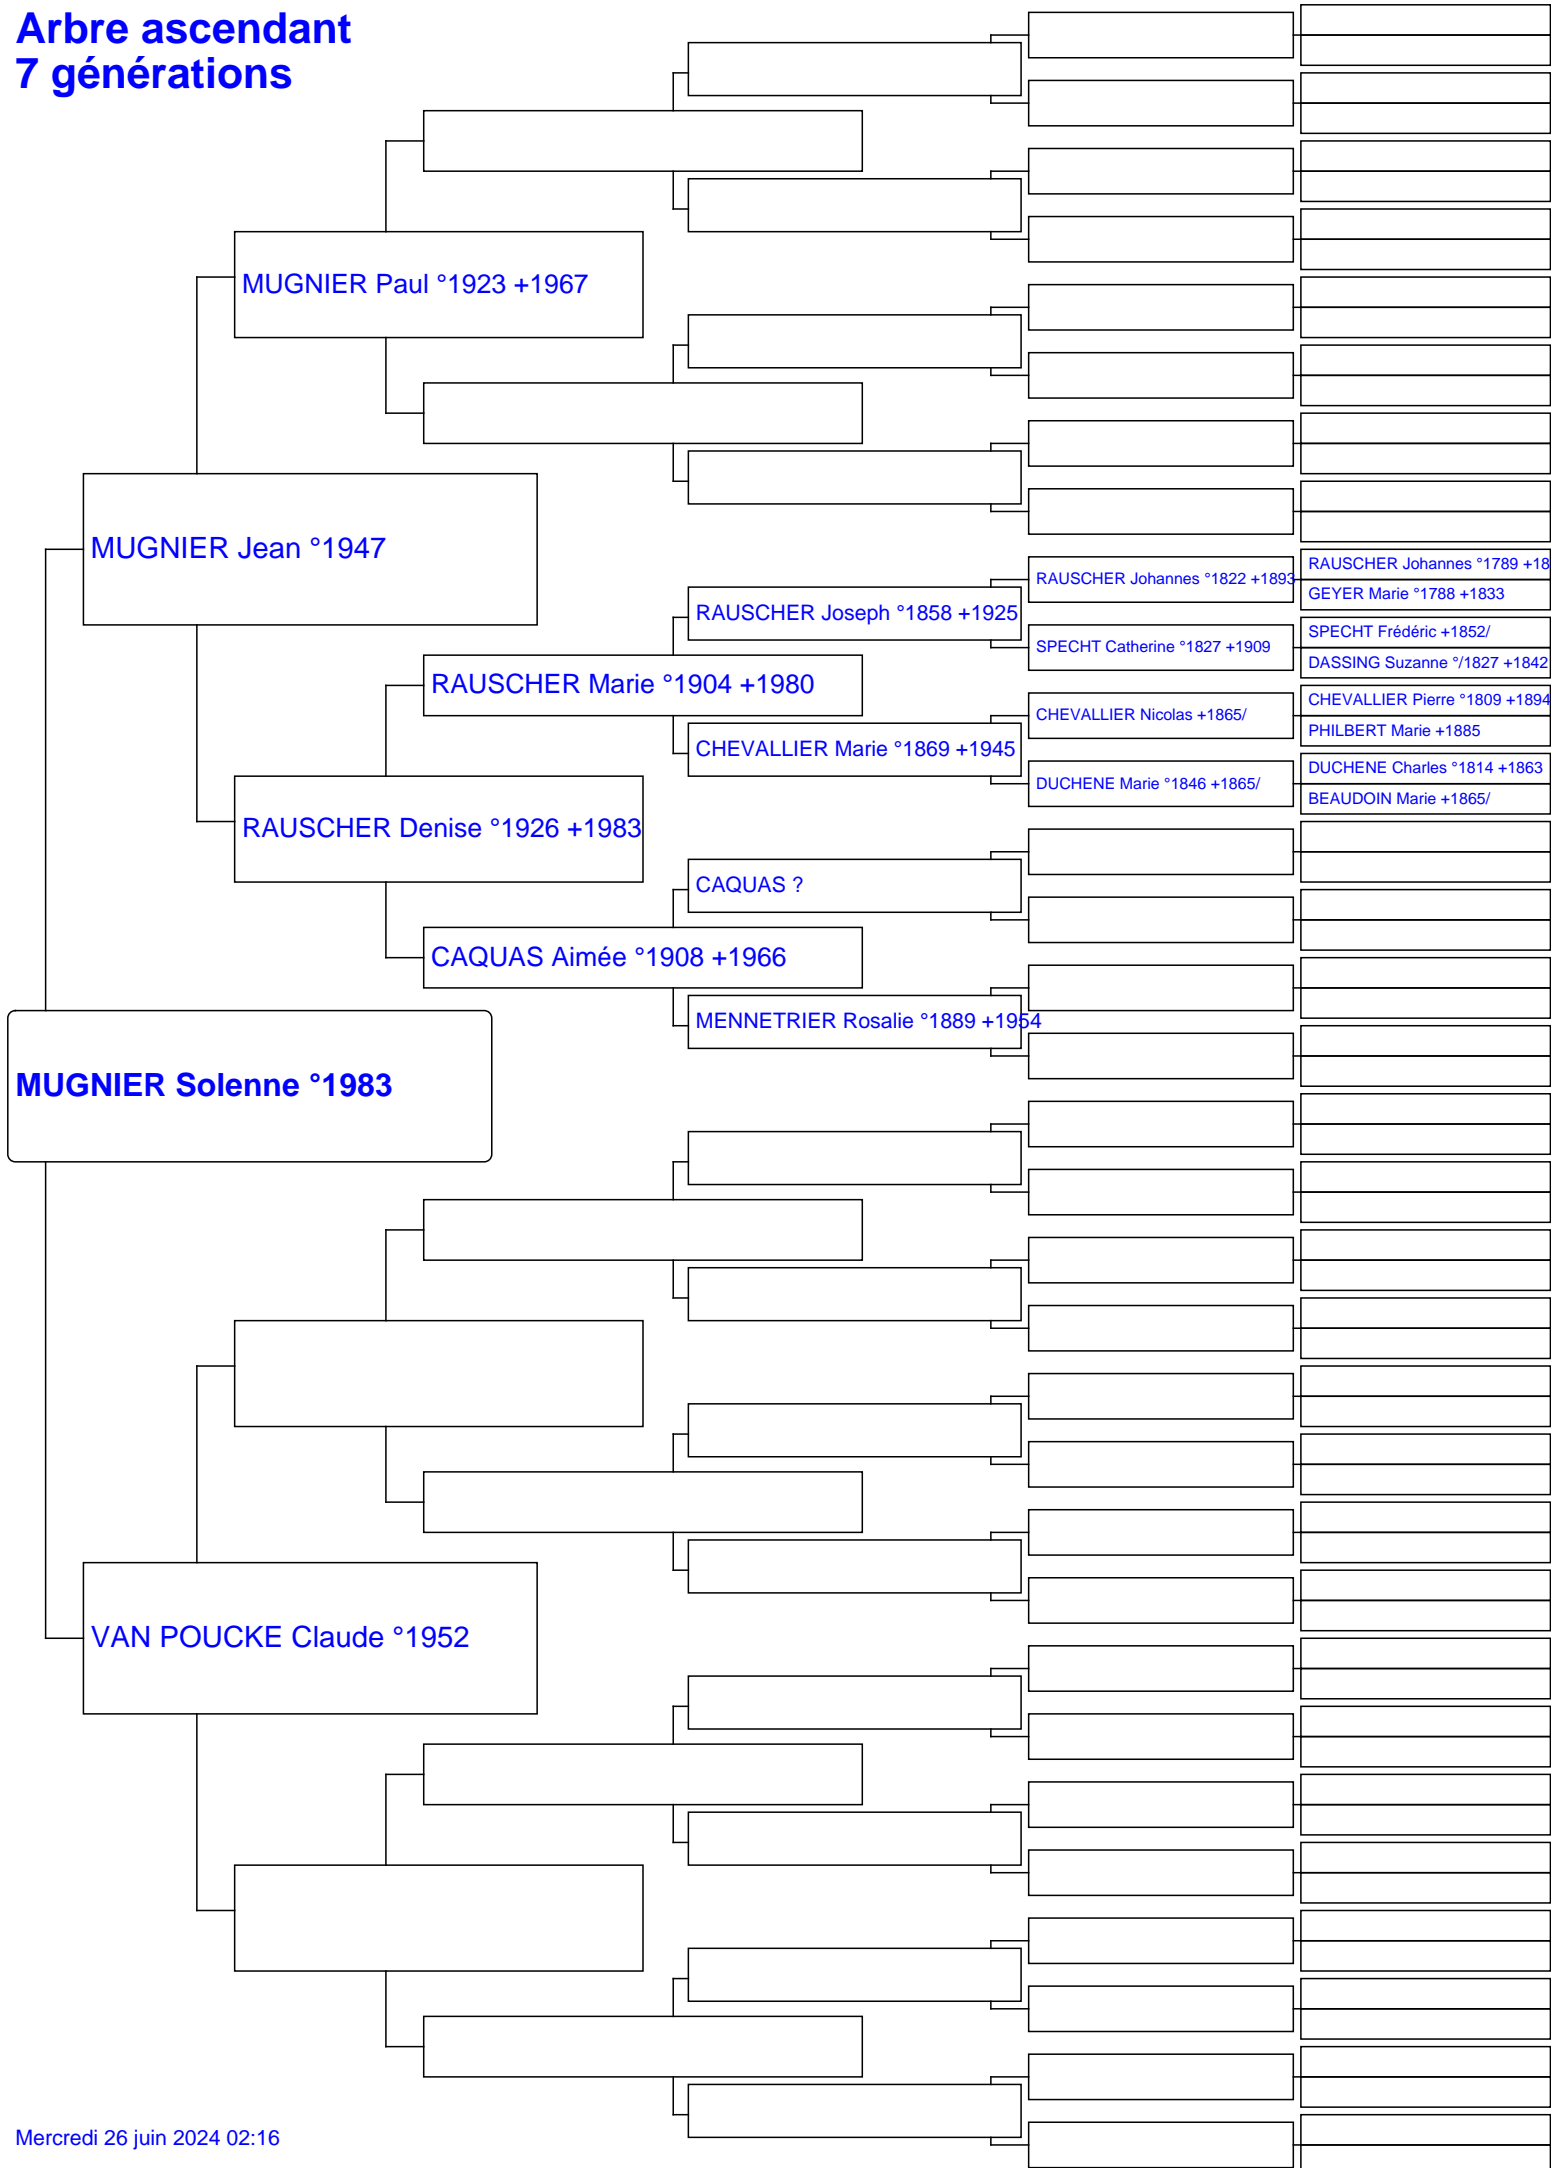 Arbre ascendant
7 générations
MUGNIER Paul °1923 +1967
MUGNIER Jean °1947
RAUSCHER Johannes °1789 +18
RAUSCHER Johannes °1822 +1893
GEYER Marie °1788 +1833
RAUSCHER Joseph °1858 +1925
SPECHT Frédéric +1852/
SPECHT Catherine °1827 +1909
DASSING Suzanne °/1827 +1842
RAUSCHER Marie °1904 +1980
CHEVALLIER Pierre °1809 +1894
CHEVALLIER Nicolas +1865/
PHILBERT Marie +1885
CHEVALLIER Marie °1869 +1945
DUCHENE Charles °1814 +1863
DUCHENE Marie °1846 +1865/
BEAUDOIN Marie +1865/
RAUSCHER Denise °1926 +1983
CAQUAS ?
CAQUAS Aimée °1908 +1966
MENNETRIER Rosalie °1889 +1954
MUGNIER Solenne °1983
VAN POUCKE Claude °1952
Mercredi 26 juin 2024 02:16